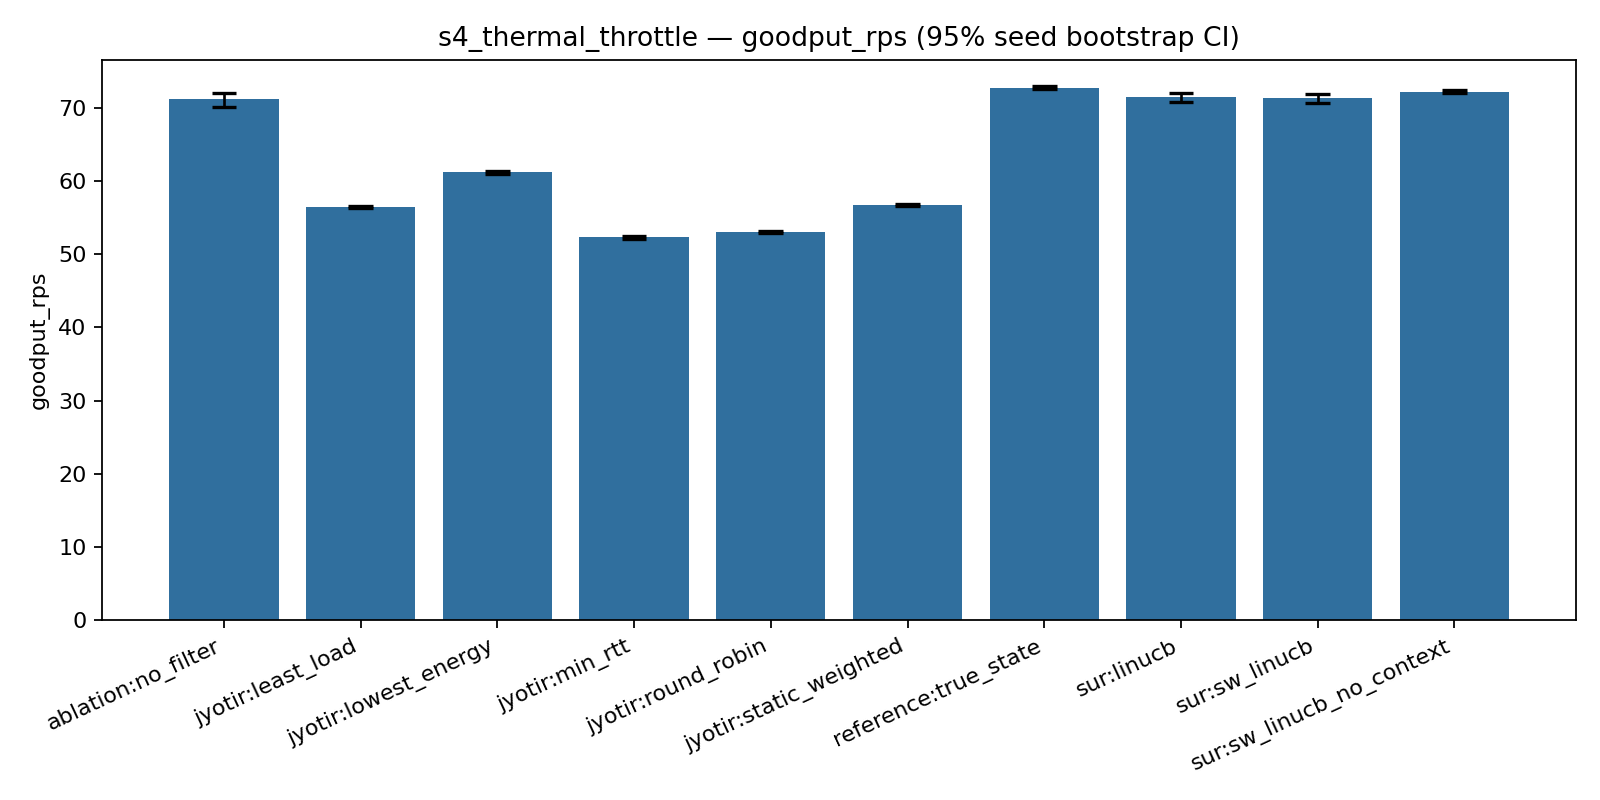 s4_thermal_throttle — goodput_rps (95% seed bootstrap CI)
goodput_rps
70
60
50
40
30
20
10
0
ablation:no_filter
jyotir:least_load
jyotir:lowest_energy
jyotir:min_rtt
jyotir:round_robin
jyotir:static_weighted
reference:true_state
sur:linucb
sur:sw_linucb
sur:sw_linucb_no_context